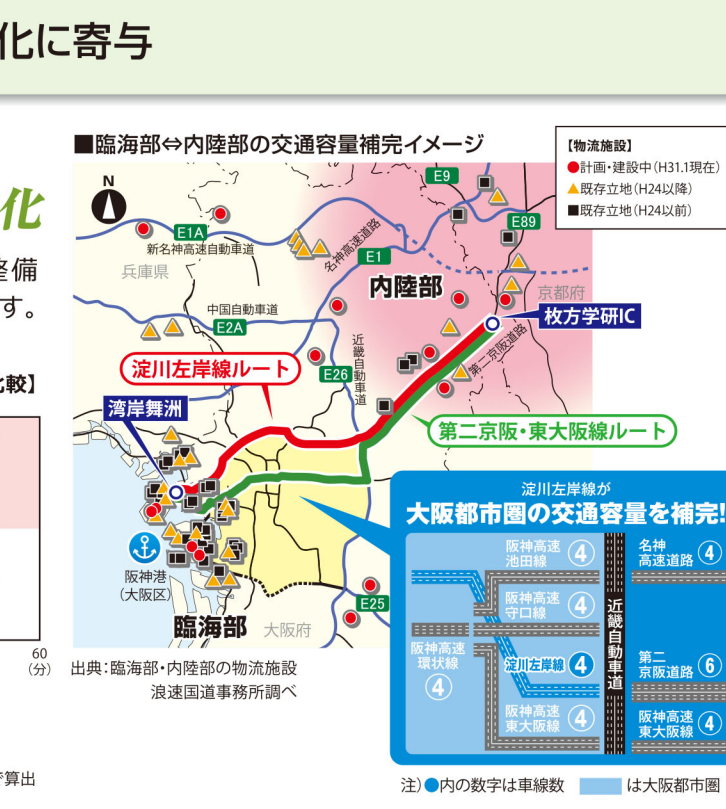 化に寄与
化
整備
す。
比較】
60
(分)
で算出
■臨海部⇔内陸部の交通容量補完イメージ
【物流施設】
●計画・建設中(H31.1現在)
▲既存立地(H24以降)
■既存立地(H24以前)
N
E9
E89
E1A
新名神高速自動車道
名神高速道路
E1
兵庫県
内陸部
京都府
中国自動車道
E2A
枚方学研IC
近畿自動車道
第二京阪道路
淀川左岸線ルート
E26
湾岸舞洲
第二京阪・東大阪線ルート
阪神港
(大阪区)
臨海部
大阪府
E25
出典:臨海部・内陸部の物流施設
浪速国道事務所調べ
淀川左岸線が
大阪都市圏の交通容量を補完!
阪神高速
池田線
4
名神
高速道路
4
阪神高速
守口線
4
近畿自動車道
阪神高速
環状線
4
淀川左岸線
4
第二
京阪道路
6
阪神高速
東大阪線
4
阪神高速
東大阪線
4
注)●内の数字は車線数
は大阪都市圏